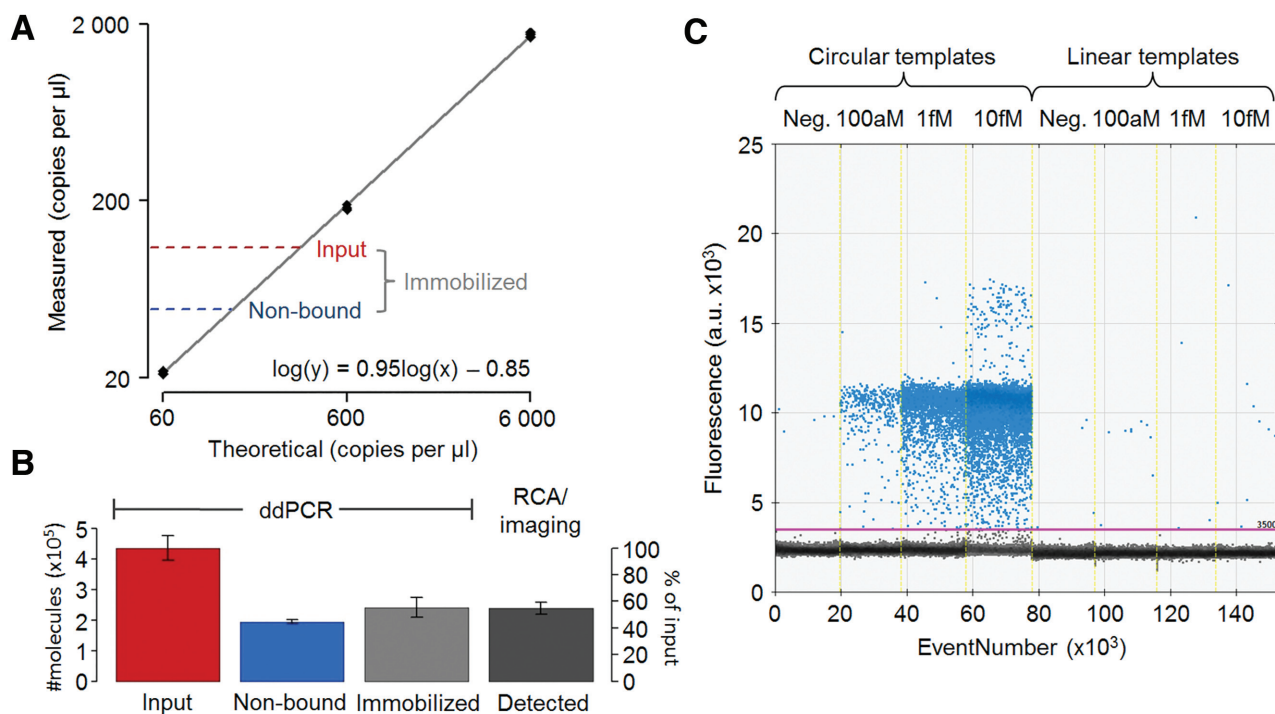 A
2 000
200
20
Measured (copies per µl)
Input
Immobilized
Non-bound
log(y) = 0.95log(x) − 0.85
60
600
6 000
Theoretical (copies per µl)
B
ddPCR
RCA/
imaging
#molecules (x10⁵)
5
4
3
2
1
0
100
80
60
40
20
0
% of input
Input
Non-bound
Immobilized
Detected
C
Circular templates
Linear templates
Neg. 100aM 1fM 10fM Neg. 100aM 1fM 10fM
Fluorescence (a.u. x10³)
25
20
15
10
5
0
3500
0 20 40 60 80 100 120 140
EventNumber (x10³)